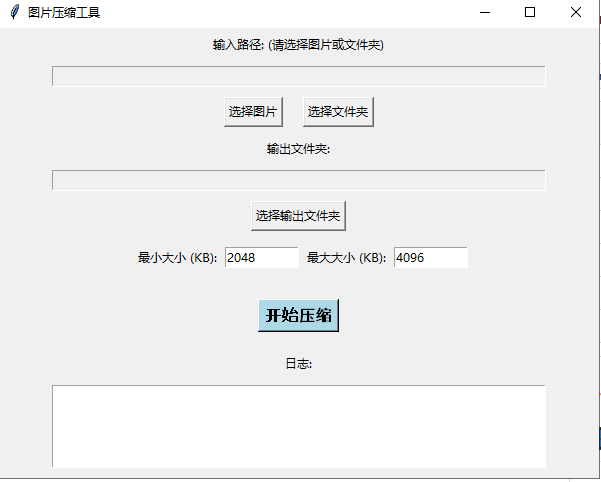 图片压缩工具
输入路径: (请选择图片或文件夹)
选择图片 选择文件夹
输出文件夹:
选择输出文件夹
最小大小 (KB): 2048 最大大小 (KB): 4096
开始压缩
日志: